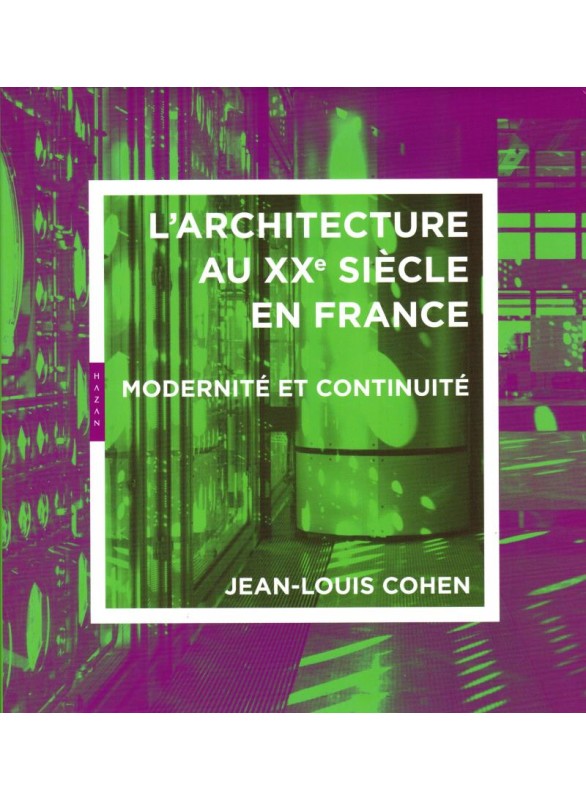 L'ARCHITECTURE
AU XXe SIÈCLE
EN FRANCE
MODERNITÉ ET CONTINUITÉ
HAZAN
JEAN-LOUIS COHEN